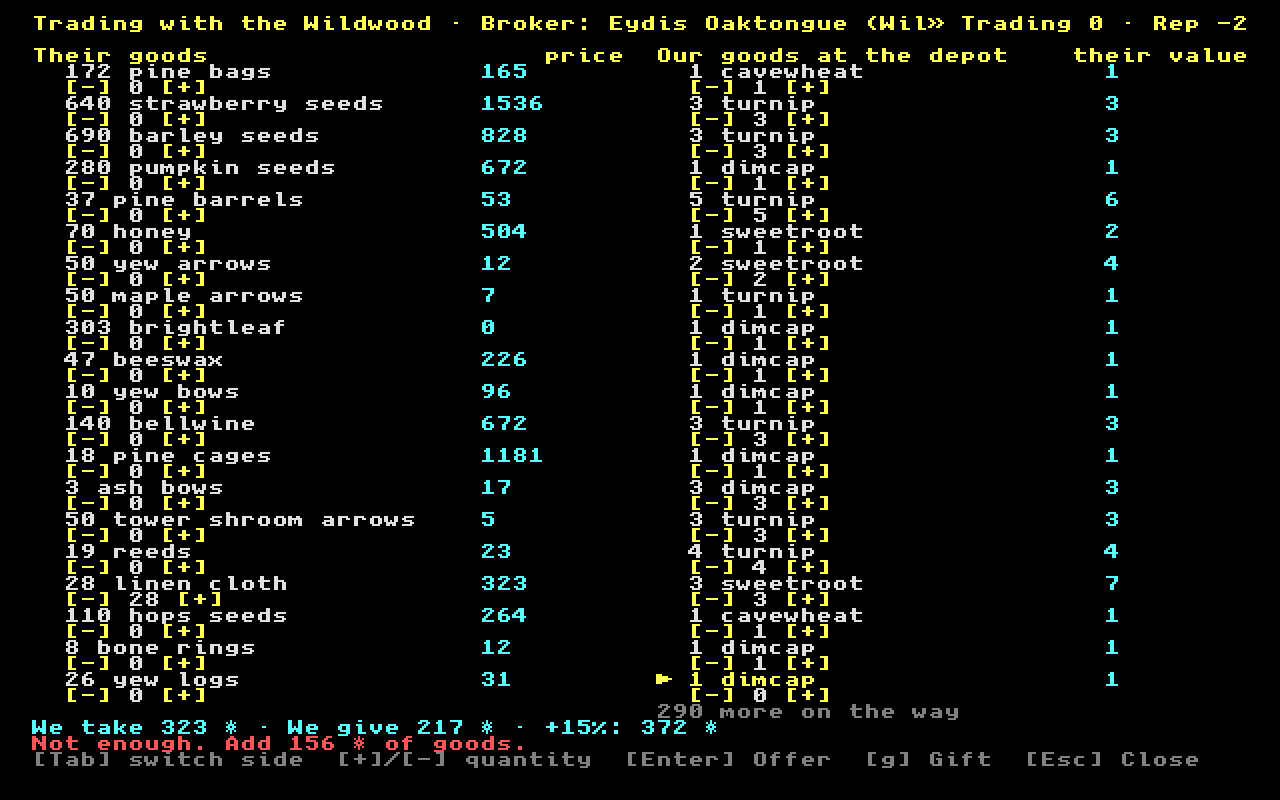 Trading with the Wildwood · Broker: Eydis Oaktongue (Wil» Trading 0 · Rep -2
Their goods price Our goods at the depot their value
172 pine bags 165 1 cavewheat 1
[-] 0 [+] [-] 1 [+]
640 strawberry seeds 1536 3 turnip 3
[-] 0 [+] [-] 3 [+]
690 barley seeds 828 3 turnip 3
[-] 0 [+] [-] 3 [+]
280 pumpkin seeds 672 1 dimcap 1
[-] 0 [+] [-] 1 [+]
37 pine barrels 53 5 turnip 6
[-] 0 [+] [-] 5 [+]
70 honey 504 1 sweetroot 2
[-] 0 [+] [-] 1 [+]
50 yew arrows 12 2 sweetroot 4
[-] 0 [+] [-] 2 [+]
50 maple arrows 7 1 turnip 1
[-] 0 [+] [-] 1 [+]
303 brightleaf 0 1 dimcap 1
[-] 0 [+] [-] 1 [+]
47 beeswax 226 1 dimcap 1
[-] 0 [+] [-] 1 [+]
10 yew bows 96 1 dimcap 1
[-] 0 [+] [-] 1 [+]
140 bellwine 672 3 turnip 3
[-] 0 [+] [-] 3 [+]
18 pine cages 1181 1 dimcap 1
[-] 0 [+] [-] 1 [+]
3 ash bows 17 3 dimcap 3
[-] 0 [+] [-] 3 [+]
50 tower shroom arrows 5 3 turnip 3
[-] 0 [+] [-] 3 [+]
19 reeds 23 4 turnip 4
[-] 0 [+] [-] 4 [+]
28 linen cloth 323 3 sweetroot 7
[-] 28 [+] [-] 3 [+]
110 hops seeds 264 1 cavewheat 1
[-] 0 [+] [-] 1 [+]
8 bone rings 12 1 dimcap 1
[-] 0 [+] [-] 1 [+]
26 yew logs 31 ► 1 dimcap 1
[-] 0 [+] [-] 0 [+]
290 more on the way
We take 323 * · We give 217 * · +15%: 372 *
Not enough. Add 156 * of goods.
[Tab] switch side [+]/[-] quantity [Enter] Offer [g] Gift [Esc] Close